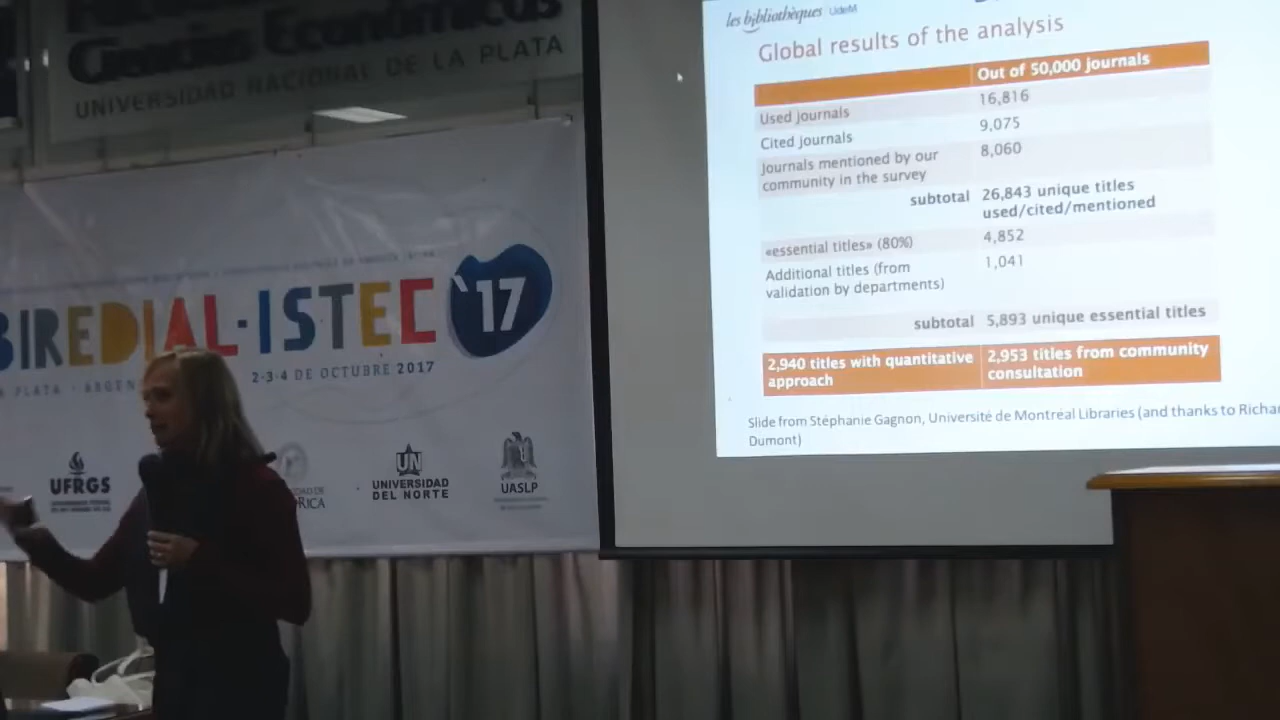 Ciencias Económicas
UNIVERSIDAD NACIONAL DE LA PLATA
BIREDIAL-ISTEC '17
2-3-4 DE OCTUBRE 2017
UFRGS
UN
UNIVERSIDAD
DEL NORTE
UASLP
les bibliothèques UdeM
Global results of the analysis
Out of 50,000 journals
Used journals 16,816
Cited journals 9,075
Journals mentioned by our
community in the survey 8,060
subtotal 26,843 unique titles
used/cited/mentioned
«essential titles» (80%) 4,852
Additional titles (from
validation by departments) 1,041
subtotal 5,893 unique essential titles
2,940 titles with quantitative
approach
2,953 titles from community
consultation
Slide from Stéphanie Gagnon, Université de Montréal Libraries (and thanks to Richa
Dumont)